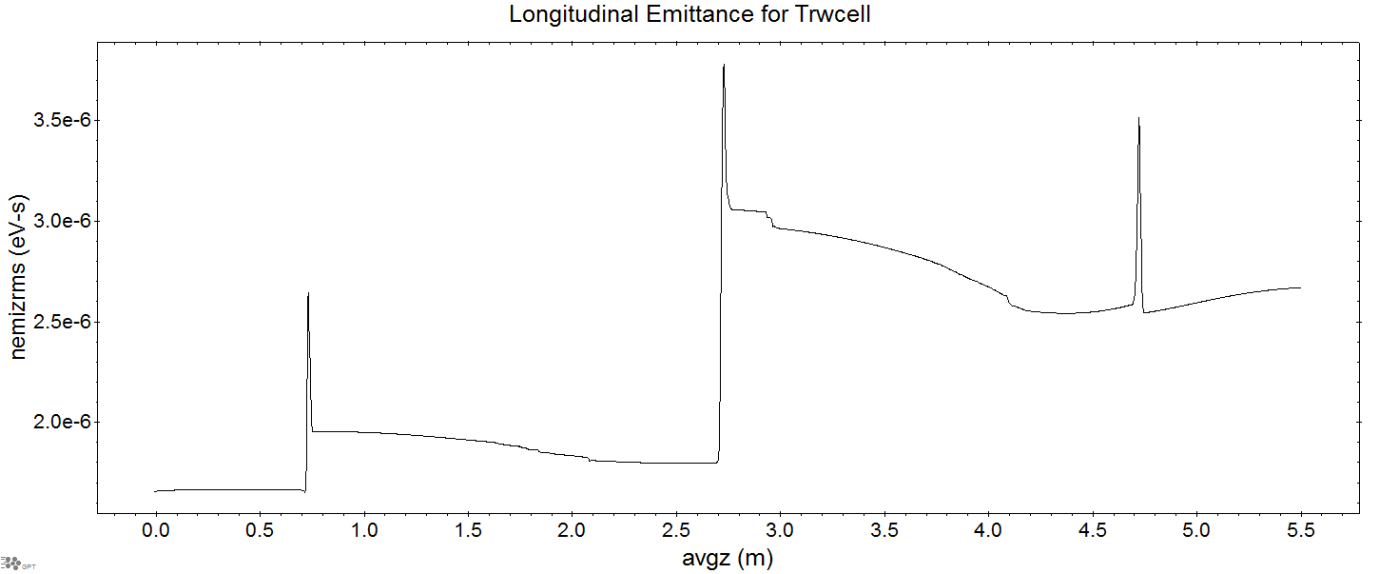 Longitudinal Emittance for Trwcell
nemizrms (eV-s)
3.5e-6
3.0e-6
2.5e-6
2.0e-6
0.0 0.5 1.0 1.5 2.0 2.5 3.0 3.5 4.0 4.5 5.0 5.5
avgz (m)
GPT